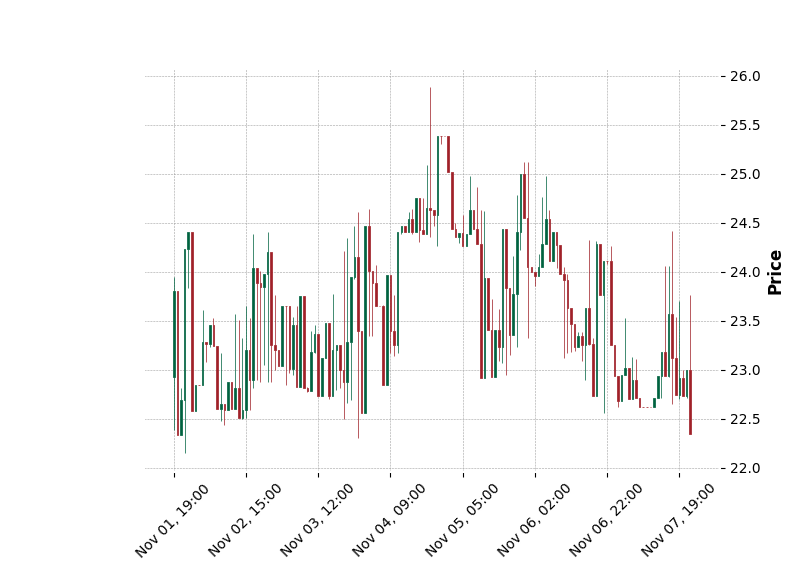 26.0
25.5
25.0
24.5
24.0
23.5
23.0
22.5
22.0
Price
Nov 01, 19:00
Nov 02, 15:00
Nov 03, 12:00
Nov 04, 09:00
Nov 05, 05:00
Nov 06, 02:00
Nov 06, 22:00
Nov 07, 19:00